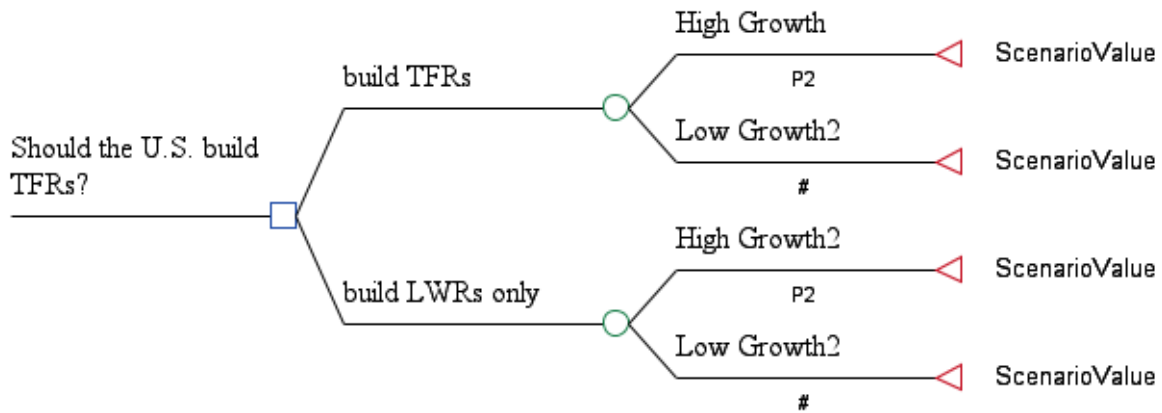 High Growth
ScenarioValue
P2
build TFRs
Low Growth2
ScenarioValue
#
Should the U.S. build
TFRs?
High Growth2
ScenarioValue
P2
build LWRs only
Low Growth2
ScenarioValue
#